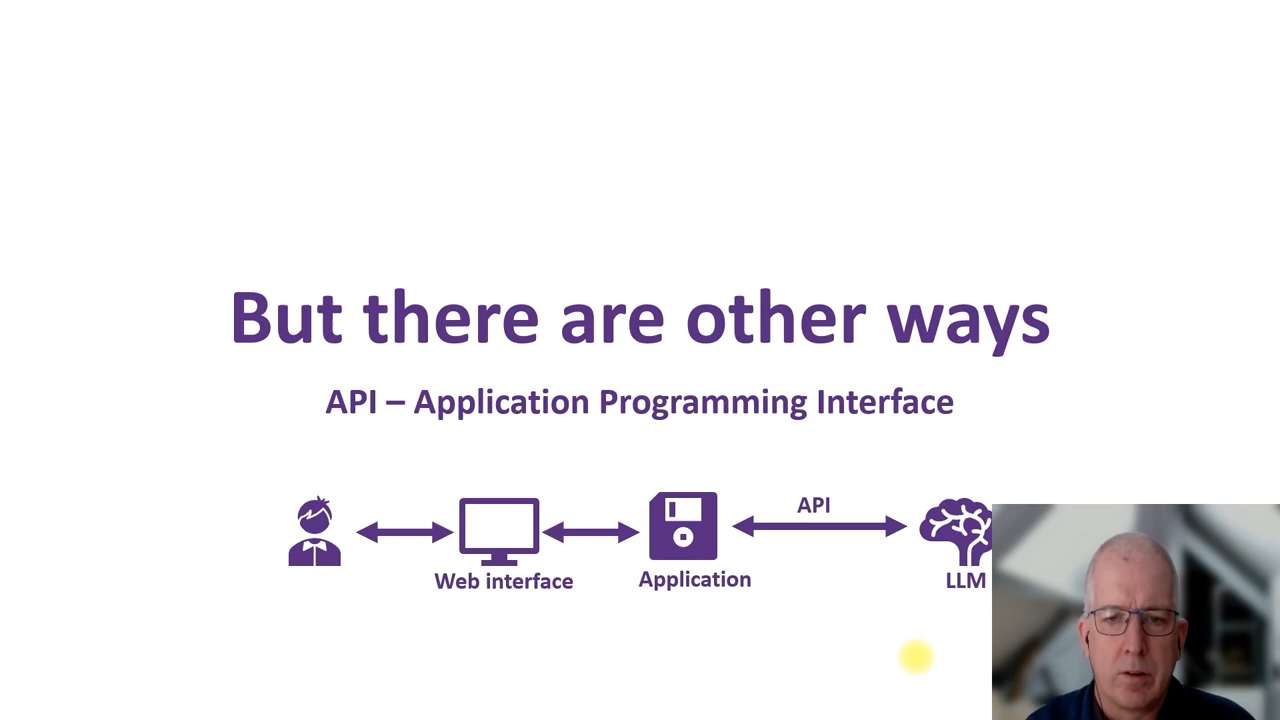 But there are other ways
API – Application Programming Interface
API
Web interface
Application
LLM